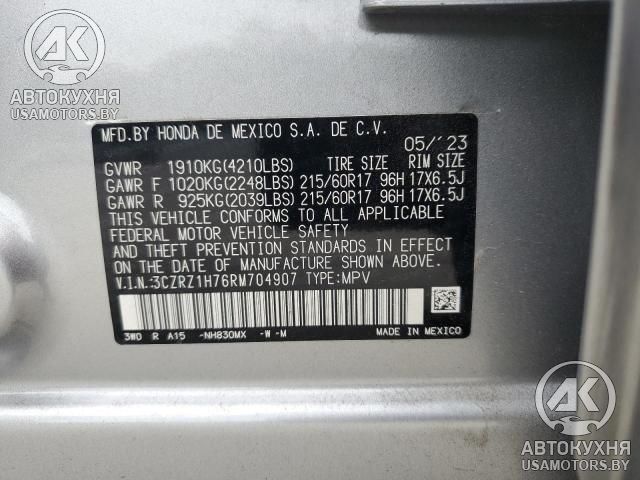 АК
АВТОКУХНЯ
USAMOTORS.BY
MFD.BY HONDA DE MEXICO S.A. DE C.V. 05/'23
GVWR 1910KG(4210LBS) TIRE SIZE RIM SIZE
GAWR F 1020KG(2248LBS) 215/60R17 96H 17X6.5J
GAWR R 925KG(2039LBS) 215/60R17 96H 17X6.5J
THIS VEHICLE CONFORMS TO ALL APPLICABLE
FEDERAL MOTOR VEHICLE SAFETY
AND THEFT PREVENTION STANDARDS IN EFFECT
ON THE DATE OF MANUFACTURE SHOWN ABOVE.
V.I.N.:3CZRZ1H76RM704907 TYPE:MPV
3W0 R A15 -NH830MX -W -M MADE IN MEXICO
АК
АВТОКУХНЯ
USAMOTORS.BY